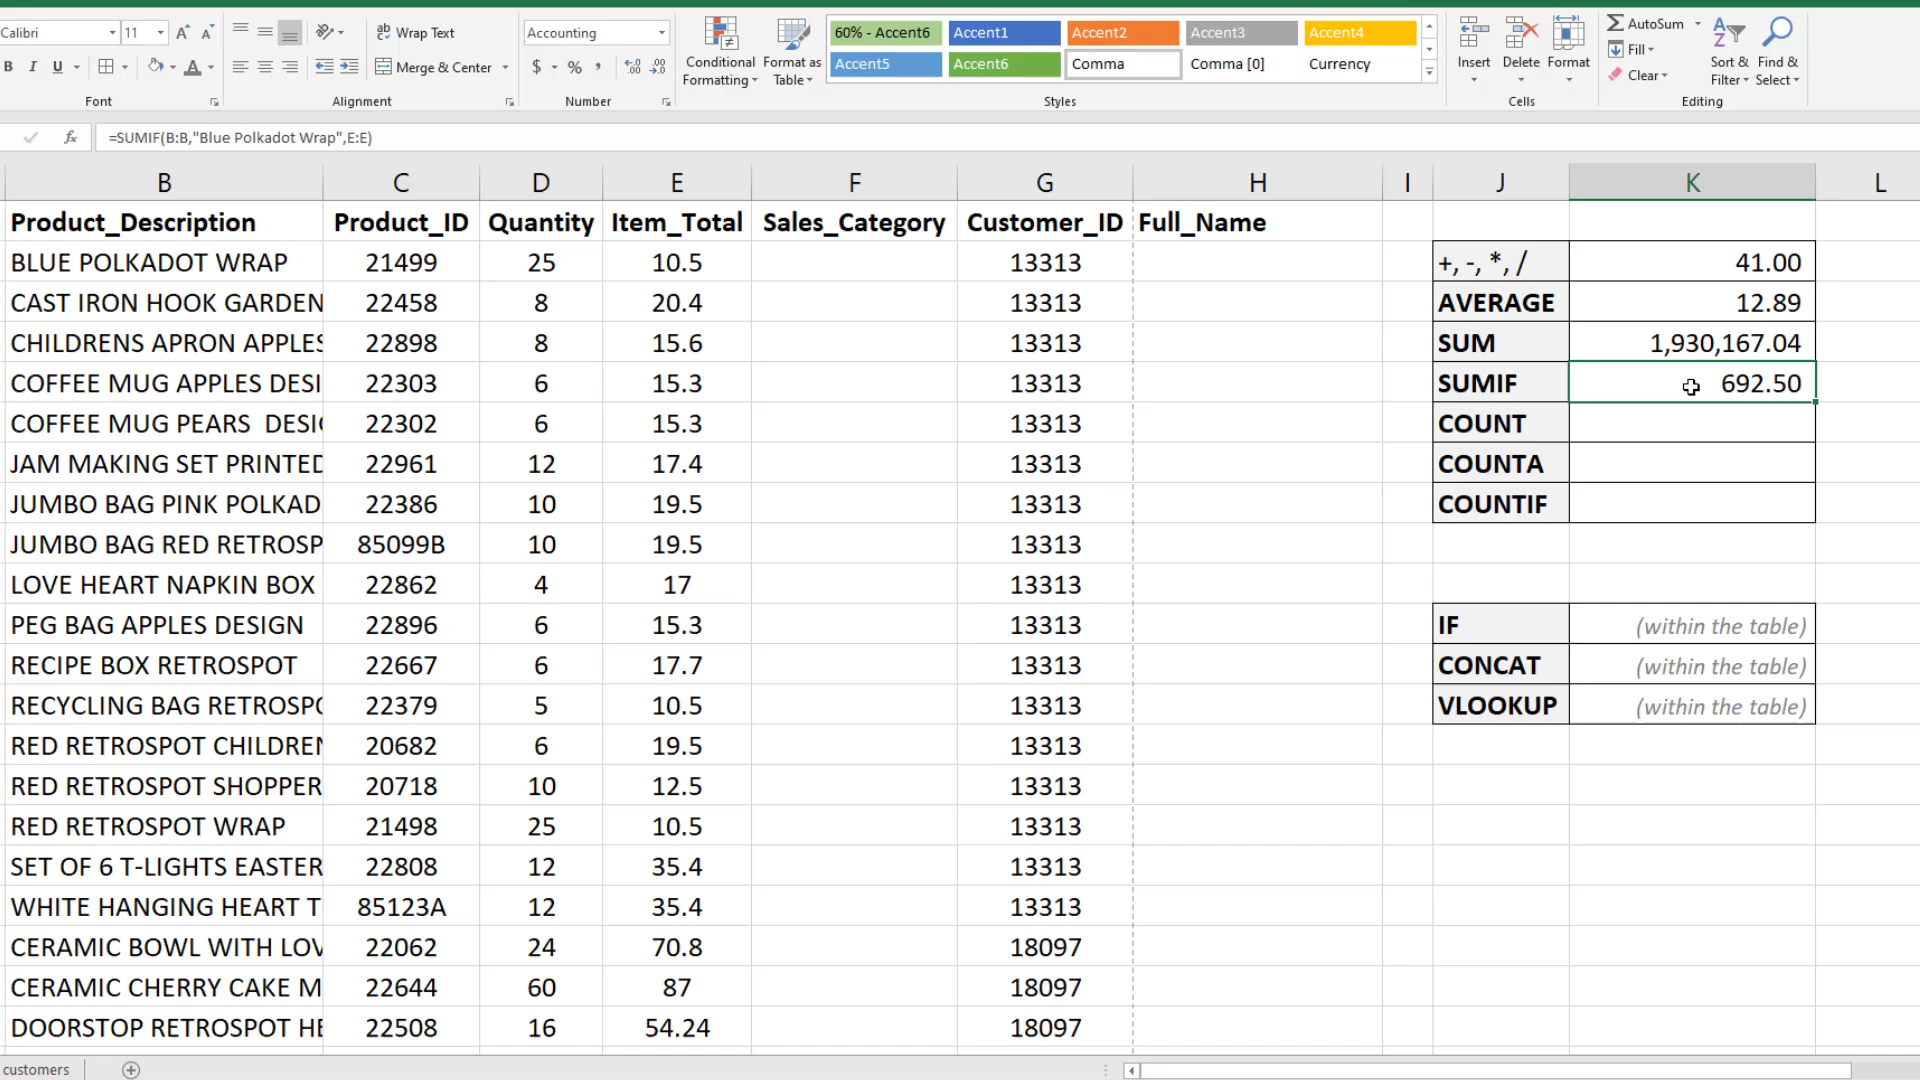 Calibri 11 A A ab Wrap Text Accounting 60% - Accent6 Accent1 Accent2 Accent3 Accent4 AutoSum
B I U A Merge & Center $ % , Conditional Formatting Format as Table Accent5 Accent6 Comma Comma [0] Currency Insert Delete Format Fill Clear Sort & Filter Find & Select
Font Alignment Number Styles Cells Editing
fx =SUMIF(B:B,"Blue Polkadot Wrap",E:E)
B C D E F G H I J K L
Product_Description Product_ID Quantity Item_Total Sales_Category Customer_ID Full_Name
BLUE POLKADOT WRAP 21499 25 10.5 13313 +, -, *, / 41.00
CAST IRON HOOK GARDEN 22458 8 20.4 13313 AVERAGE 12.89
CHILDRENS APRON APPLES 22898 8 15.6 13313 SUM 1,930,167.04
COFFEE MUG APPLES DESI 22303 6 15.3 13313 SUMIF 692.50
COFFEE MUG PEARS DESI 22302 6 15.3 13313 COUNT
JAM MAKING SET PRINTED 22961 12 17.4 13313 COUNTA
JUMBO BAG PINK POLKAD 22386 10 19.5 13313 COUNTIF
JUMBO BAG RED RETROSP 85099B 10 19.5 13313
LOVE HEART NAPKIN BOX 22862 4 17 13313
PEG BAG APPLES DESIGN 22896 6 15.3 13313 IF (within the table)
RECIPE BOX RETROSPOT 22667 6 17.7 13313 CONCAT (within the table)
RECYCLING BAG RETROSPO 22379 5 10.5 13313 VLOOKUP (within the table)
RED RETROSPOT CHILDREN 20682 6 19.5 13313
RED RETROSPOT SHOPPER 20718 10 12.5 13313
RED RETROSPOT WRAP 21498 25 10.5 13313
SET OF 6 T-LIGHTS EASTER 22808 12 35.4 13313
WHITE HANGING HEART T 85123A 12 35.4 13313
CERAMIC BOWL WITH LOV 22062 24 70.8 18097
CERAMIC CHERRY CAKE M 22644 60 87 18097
DOORSTOP RETROSPOT HE 22508 16 54.24 18097
customers